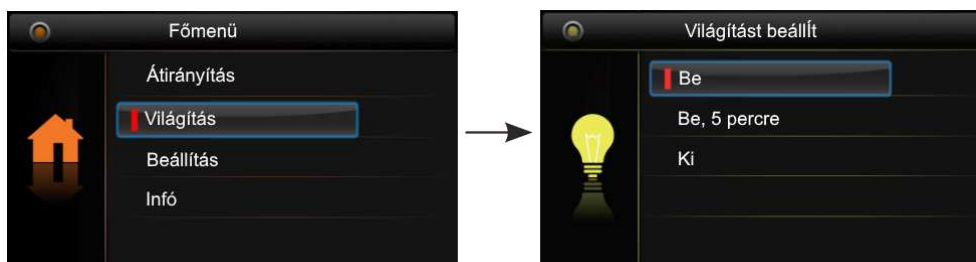 Főmenü
Átirányítás
Világítás
Beállítás
Infó
Világítást beállÍt
Be
Be, 5 percre
Ki